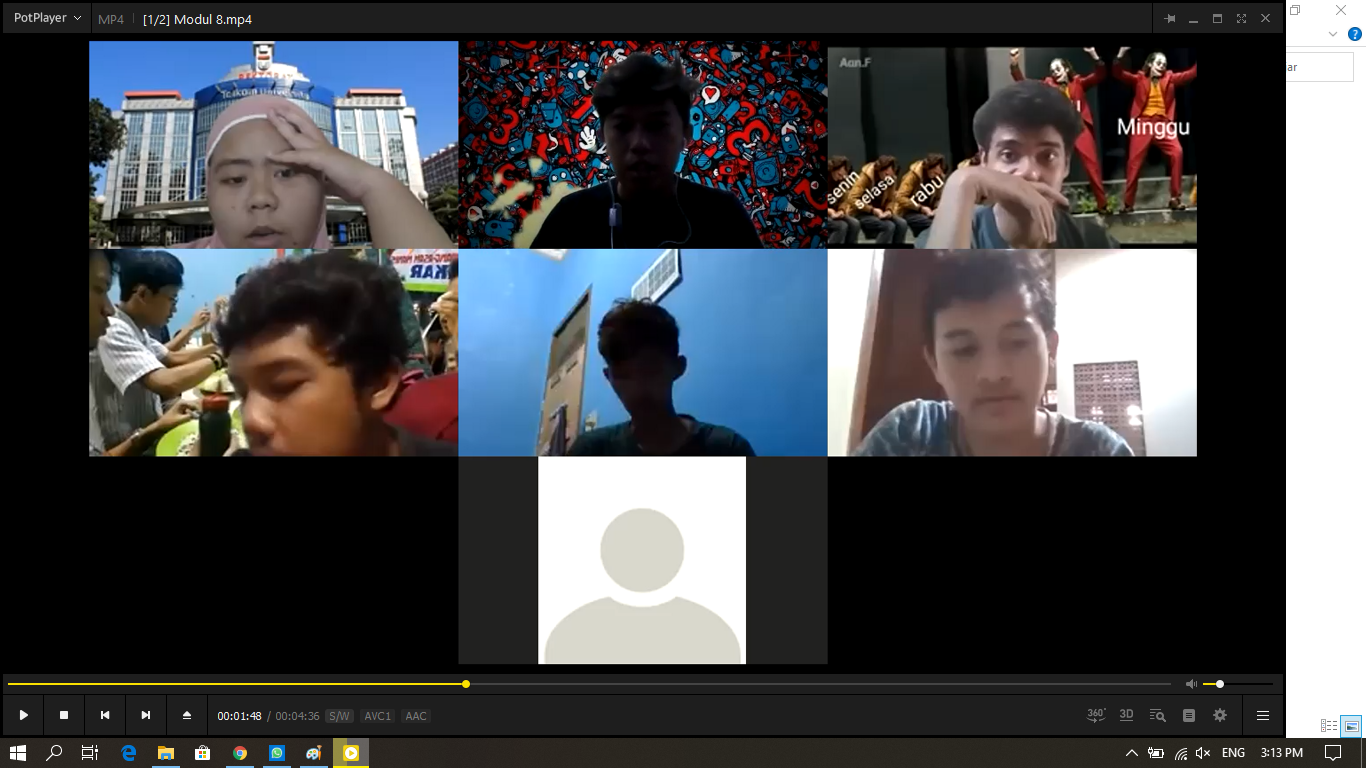 PotPlayer
MP4
[1/2] Modul 8.mp4
ar
Telkom University
Aan.F
Minggu
senin
selasa
rabu
KAR
00:01:48 / 00:04:36 S/W AVC1 AAC
360°
3D
ENG
3:13 PM